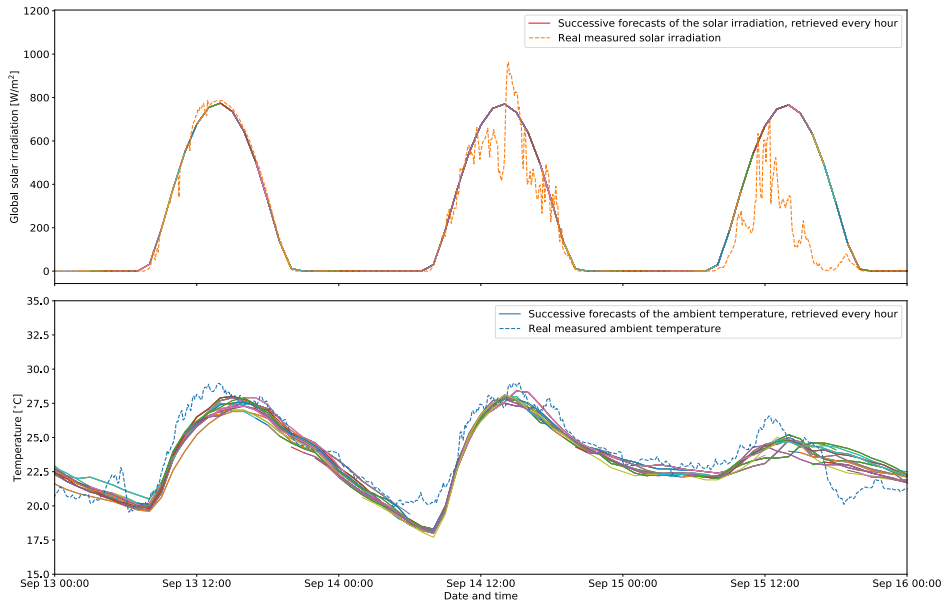 1200
1000
800
600
400
200
0
Global solar irradiation [W/m²]
Successive forecasts of the solar irradiation, retrieved every hour
Real measured solar irradiation
35.0
32.5
30.0
27.5
25.0
22.5
20.0
17.5
15.0
Temperature [°C]
Successive forecasts of the ambient temperature, retrieved every hour
Real measured ambient temperature
Sep 13 00:00 Sep 13 12:00 Sep 14 00:00 Sep 14 12:00 Sep 15 00:00 Sep 15 12:00 Sep 16 00:00
Date and time